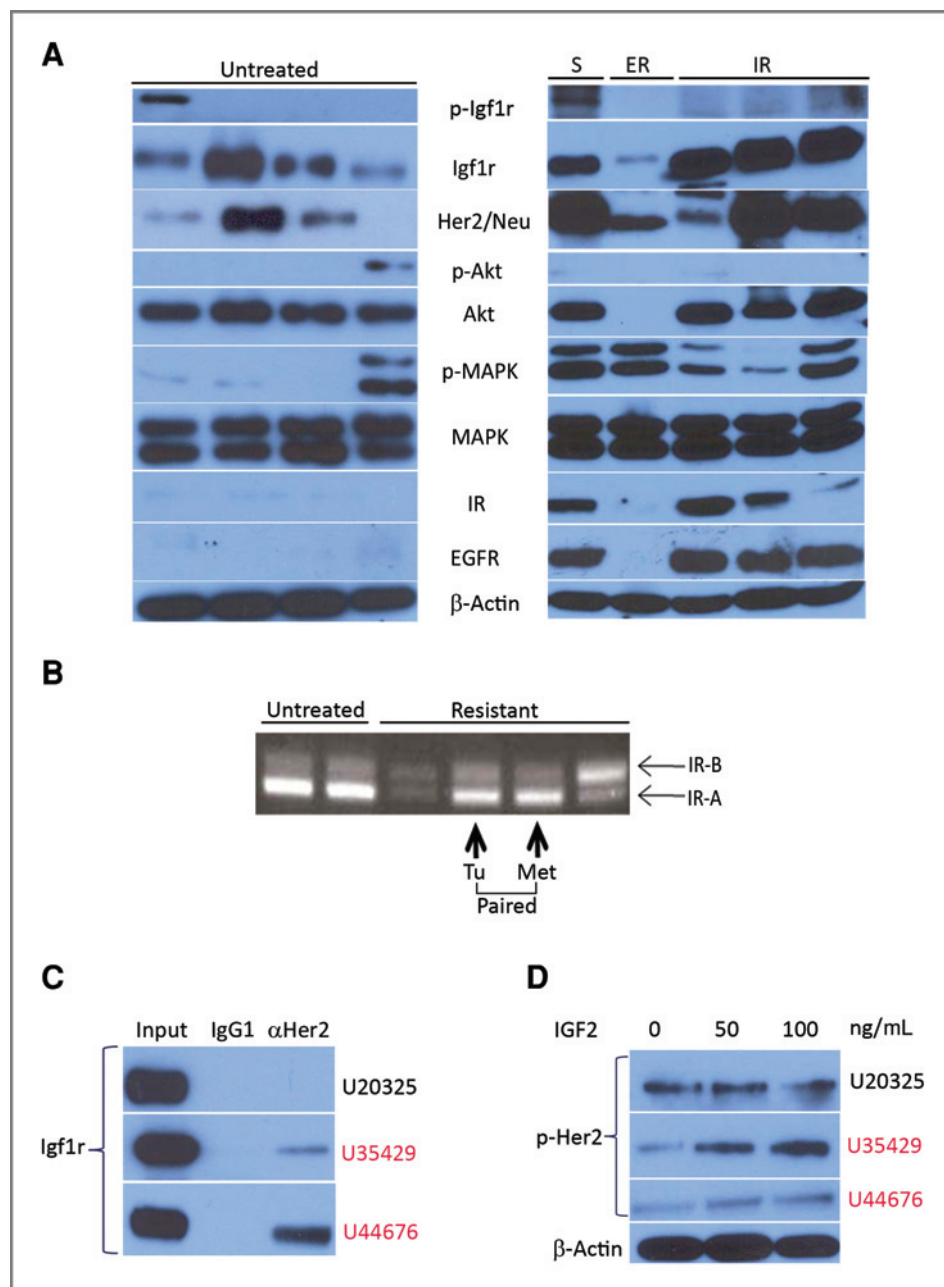 A
Untreated
S ER IR
p-Igf1r
Igf1r
Her2/Neu
p-Akt
Akt
p-MAPK
MAPK
IR
EGFR
β-Actin
B
Untreated Resistant
IR-B
IR-A
Tu Met
Paired
C
Input IgG1 αHer2
Igf1r
U20325
U35429
U44676
D
IGF2 0 50 100 ng/mL
p-Her2
U20325
U35429
U44676
β-Actin